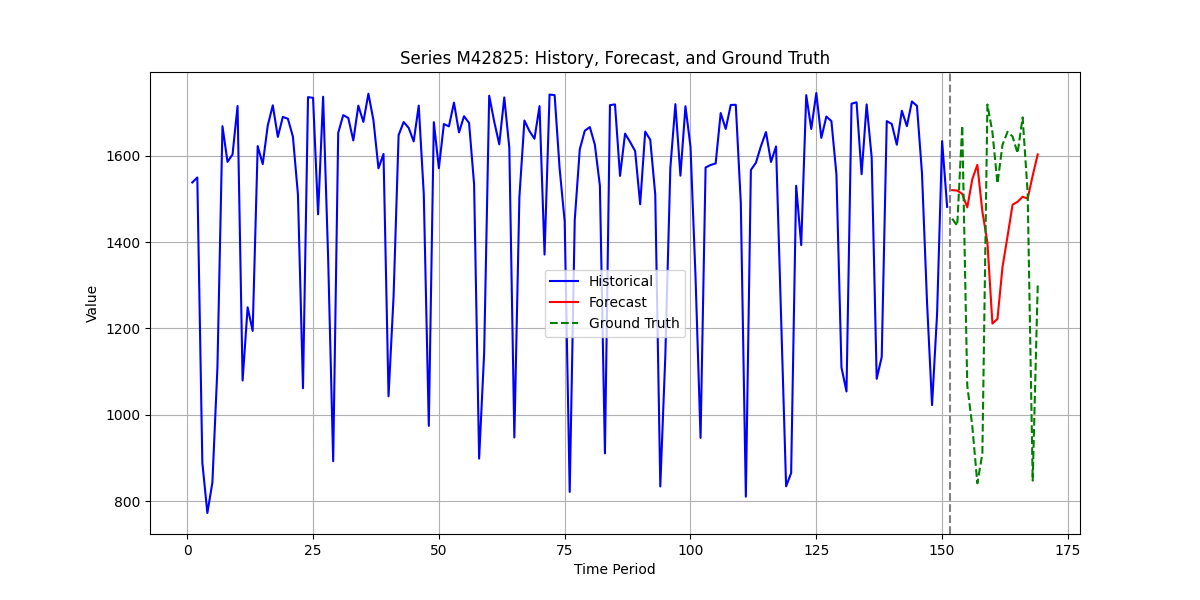 Series M42825: History, Forecast, and Ground Truth
Value
1600
1400
1200
1000
800
Historical
Forecast
Ground Truth
0 25 50 75 100 125 150 175
Time Period